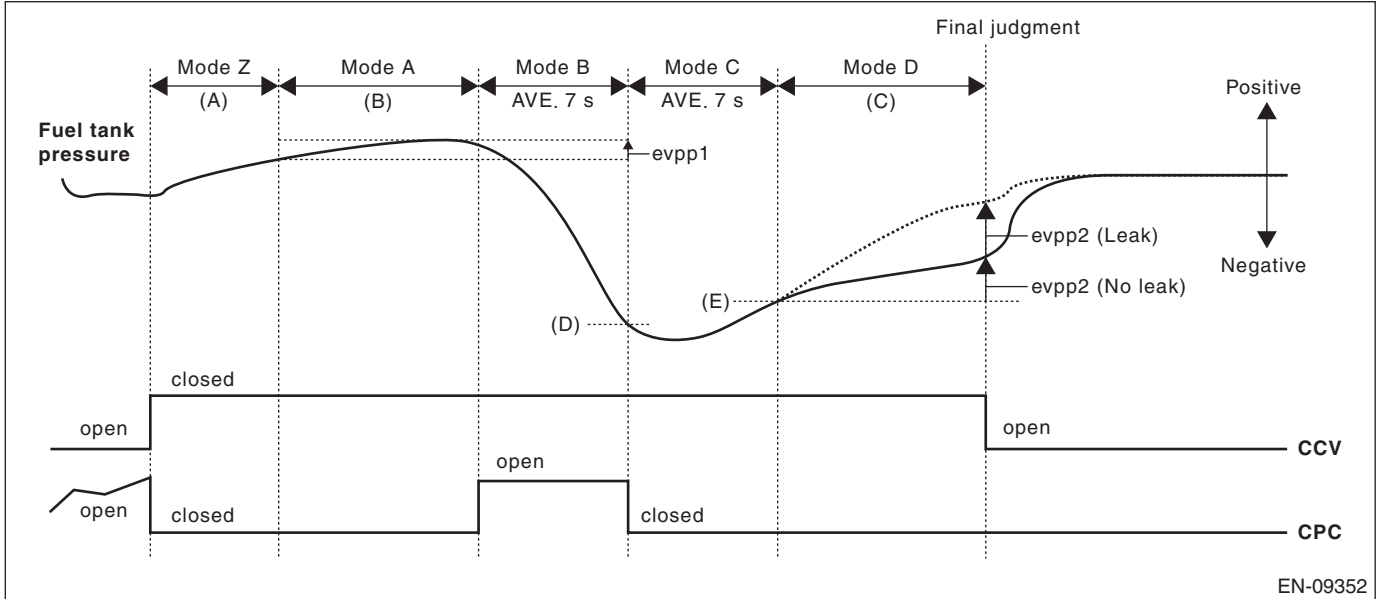 Final judgment
Mode Z
Mode A
Mode B
Mode C
Mode D
(A)
(B)
AVE. 7 s
AVE. 7 s
(C)
Positive
Fuel tank
pressure
evpp1
evpp2 (Leak)
Negative
(E)
evpp2 (No leak)
(D)
closed
open
open
CCV
open
open
closed
closed
CPC
EN-09352